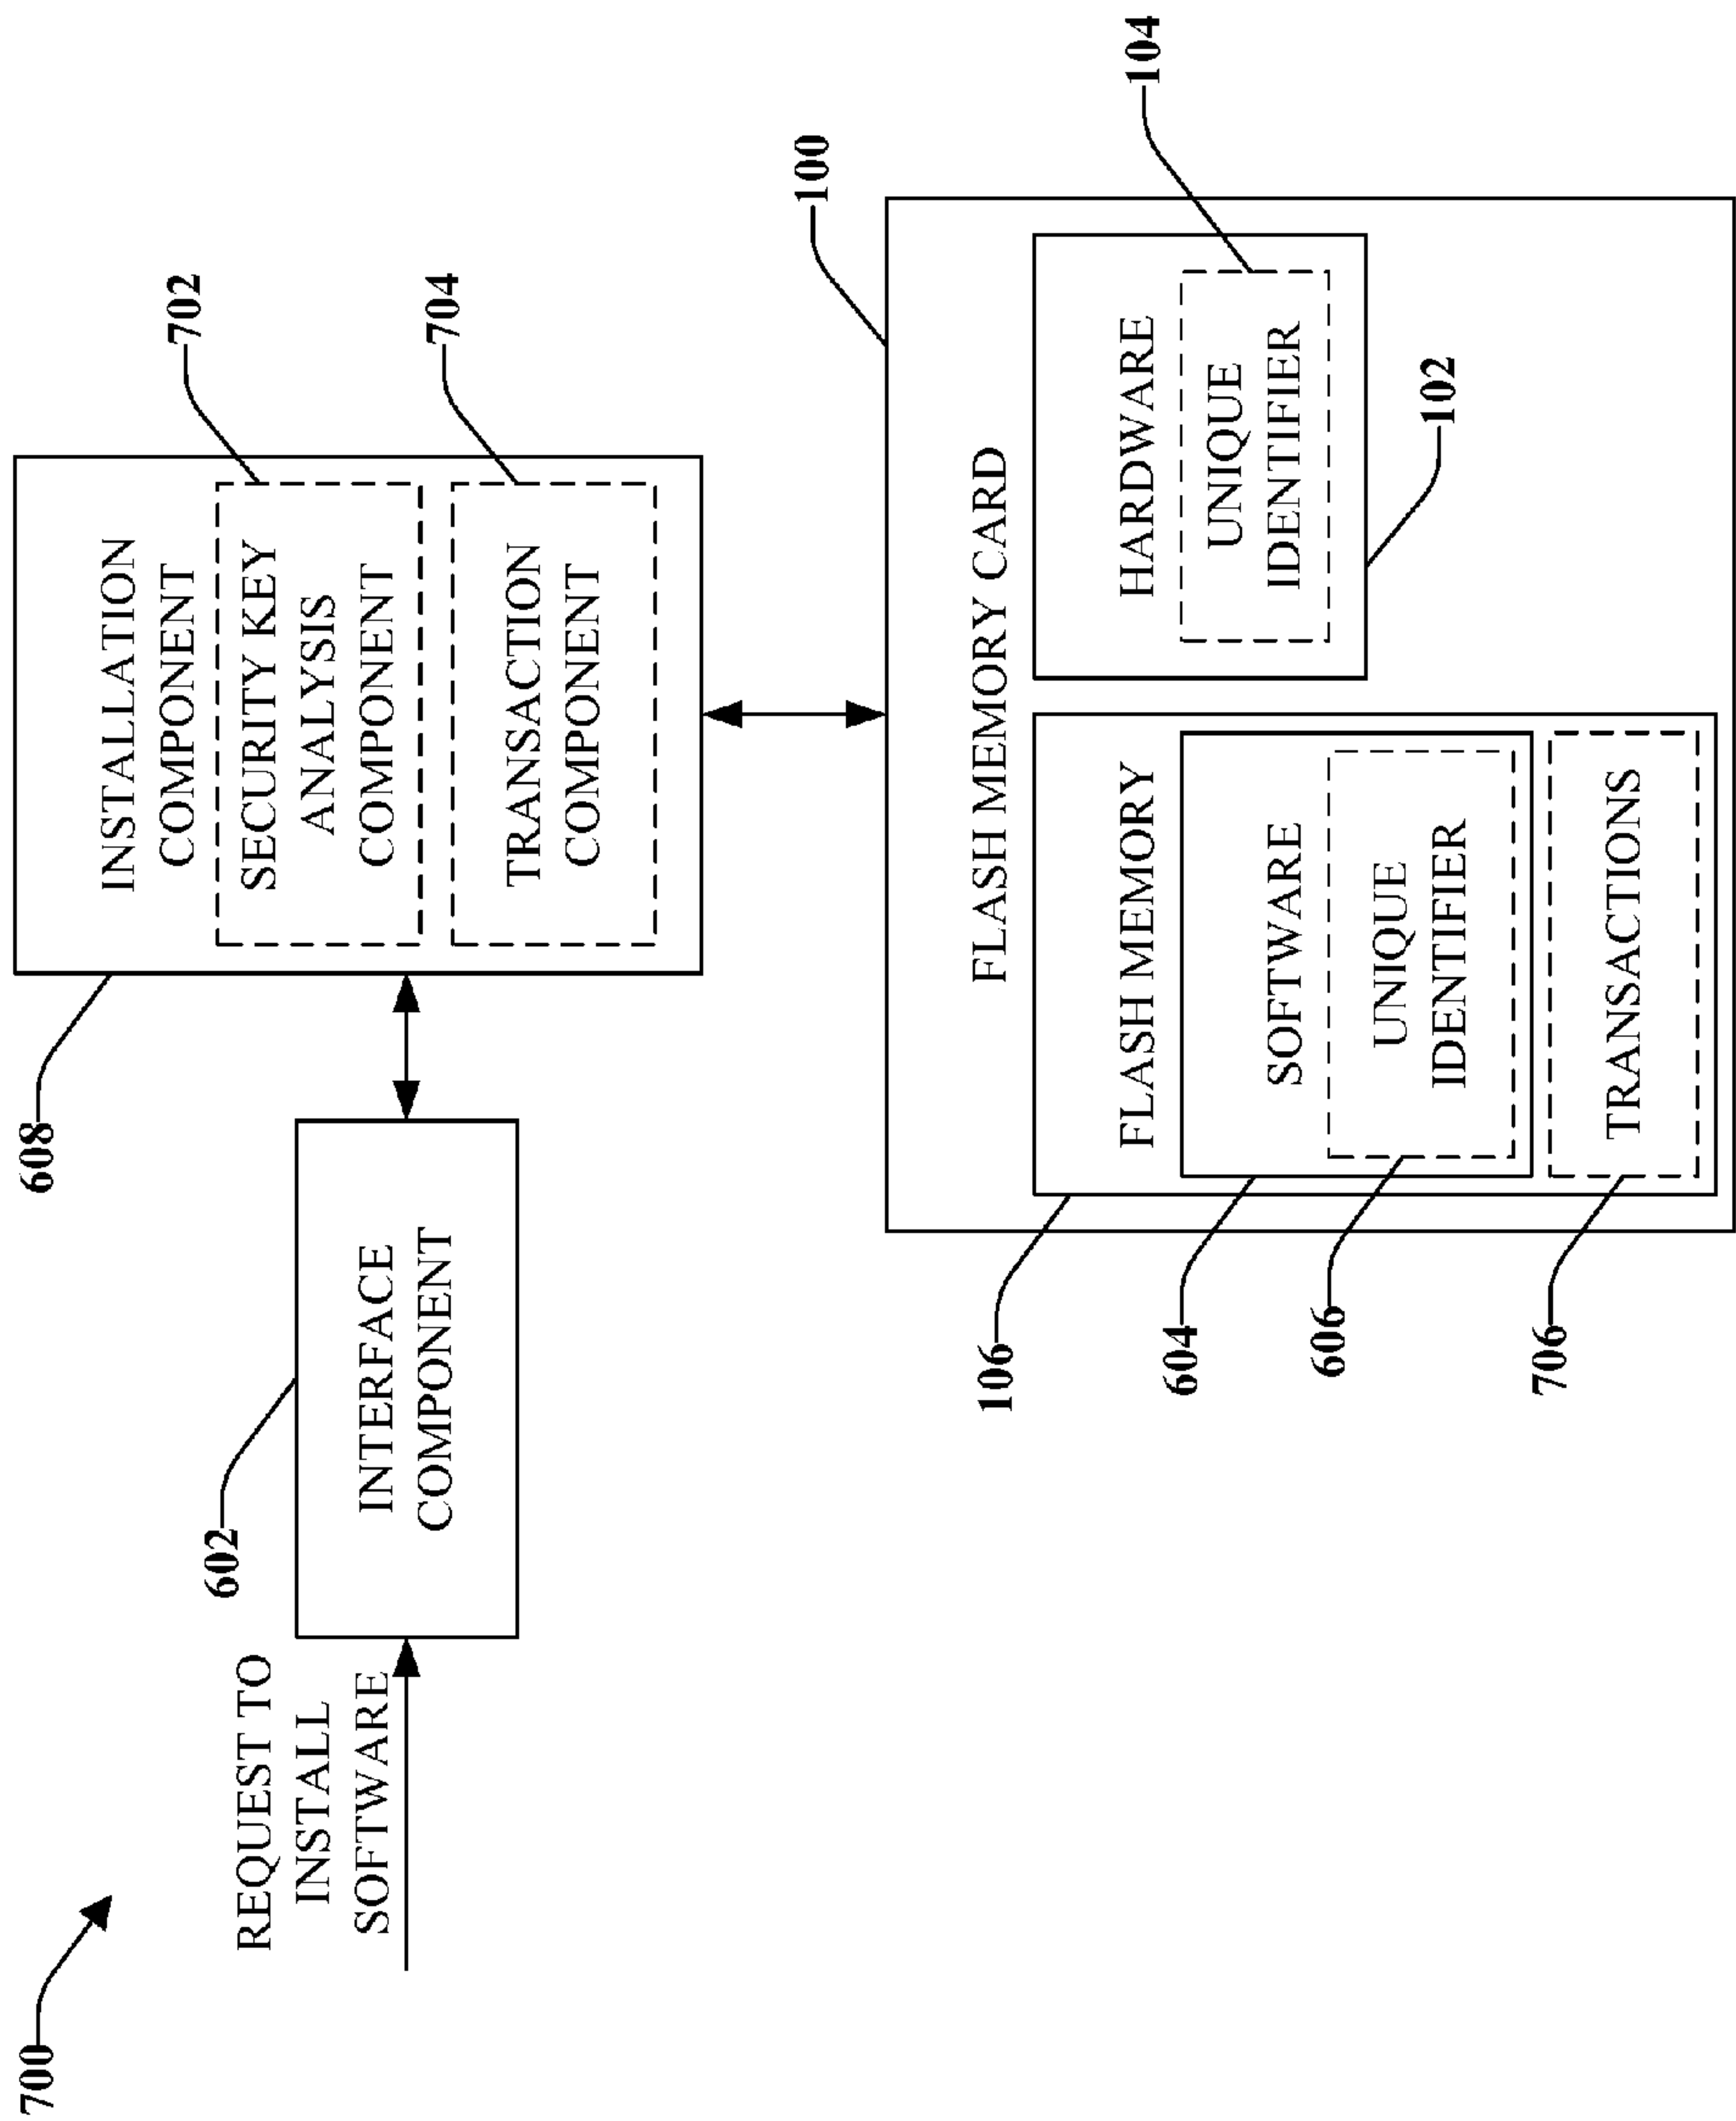 700
REQUEST TO
INSTALL
SOFTWARE
602
INTERFACE
COMPONENT
608
INSTALLATION
COMPONENT
SECURITY KEY
ANALYSIS
COMPONENT
702
TRANSACTION
COMPONENT
704
100
FLASH MEMORY CARD
106
FLASH MEMORY
604
SOFTWARE
606
UNIQUE
IDENTIFIER
706
TRANSACTIONS
HARDWARE
104
UNIQUE
IDENTIFIER
102